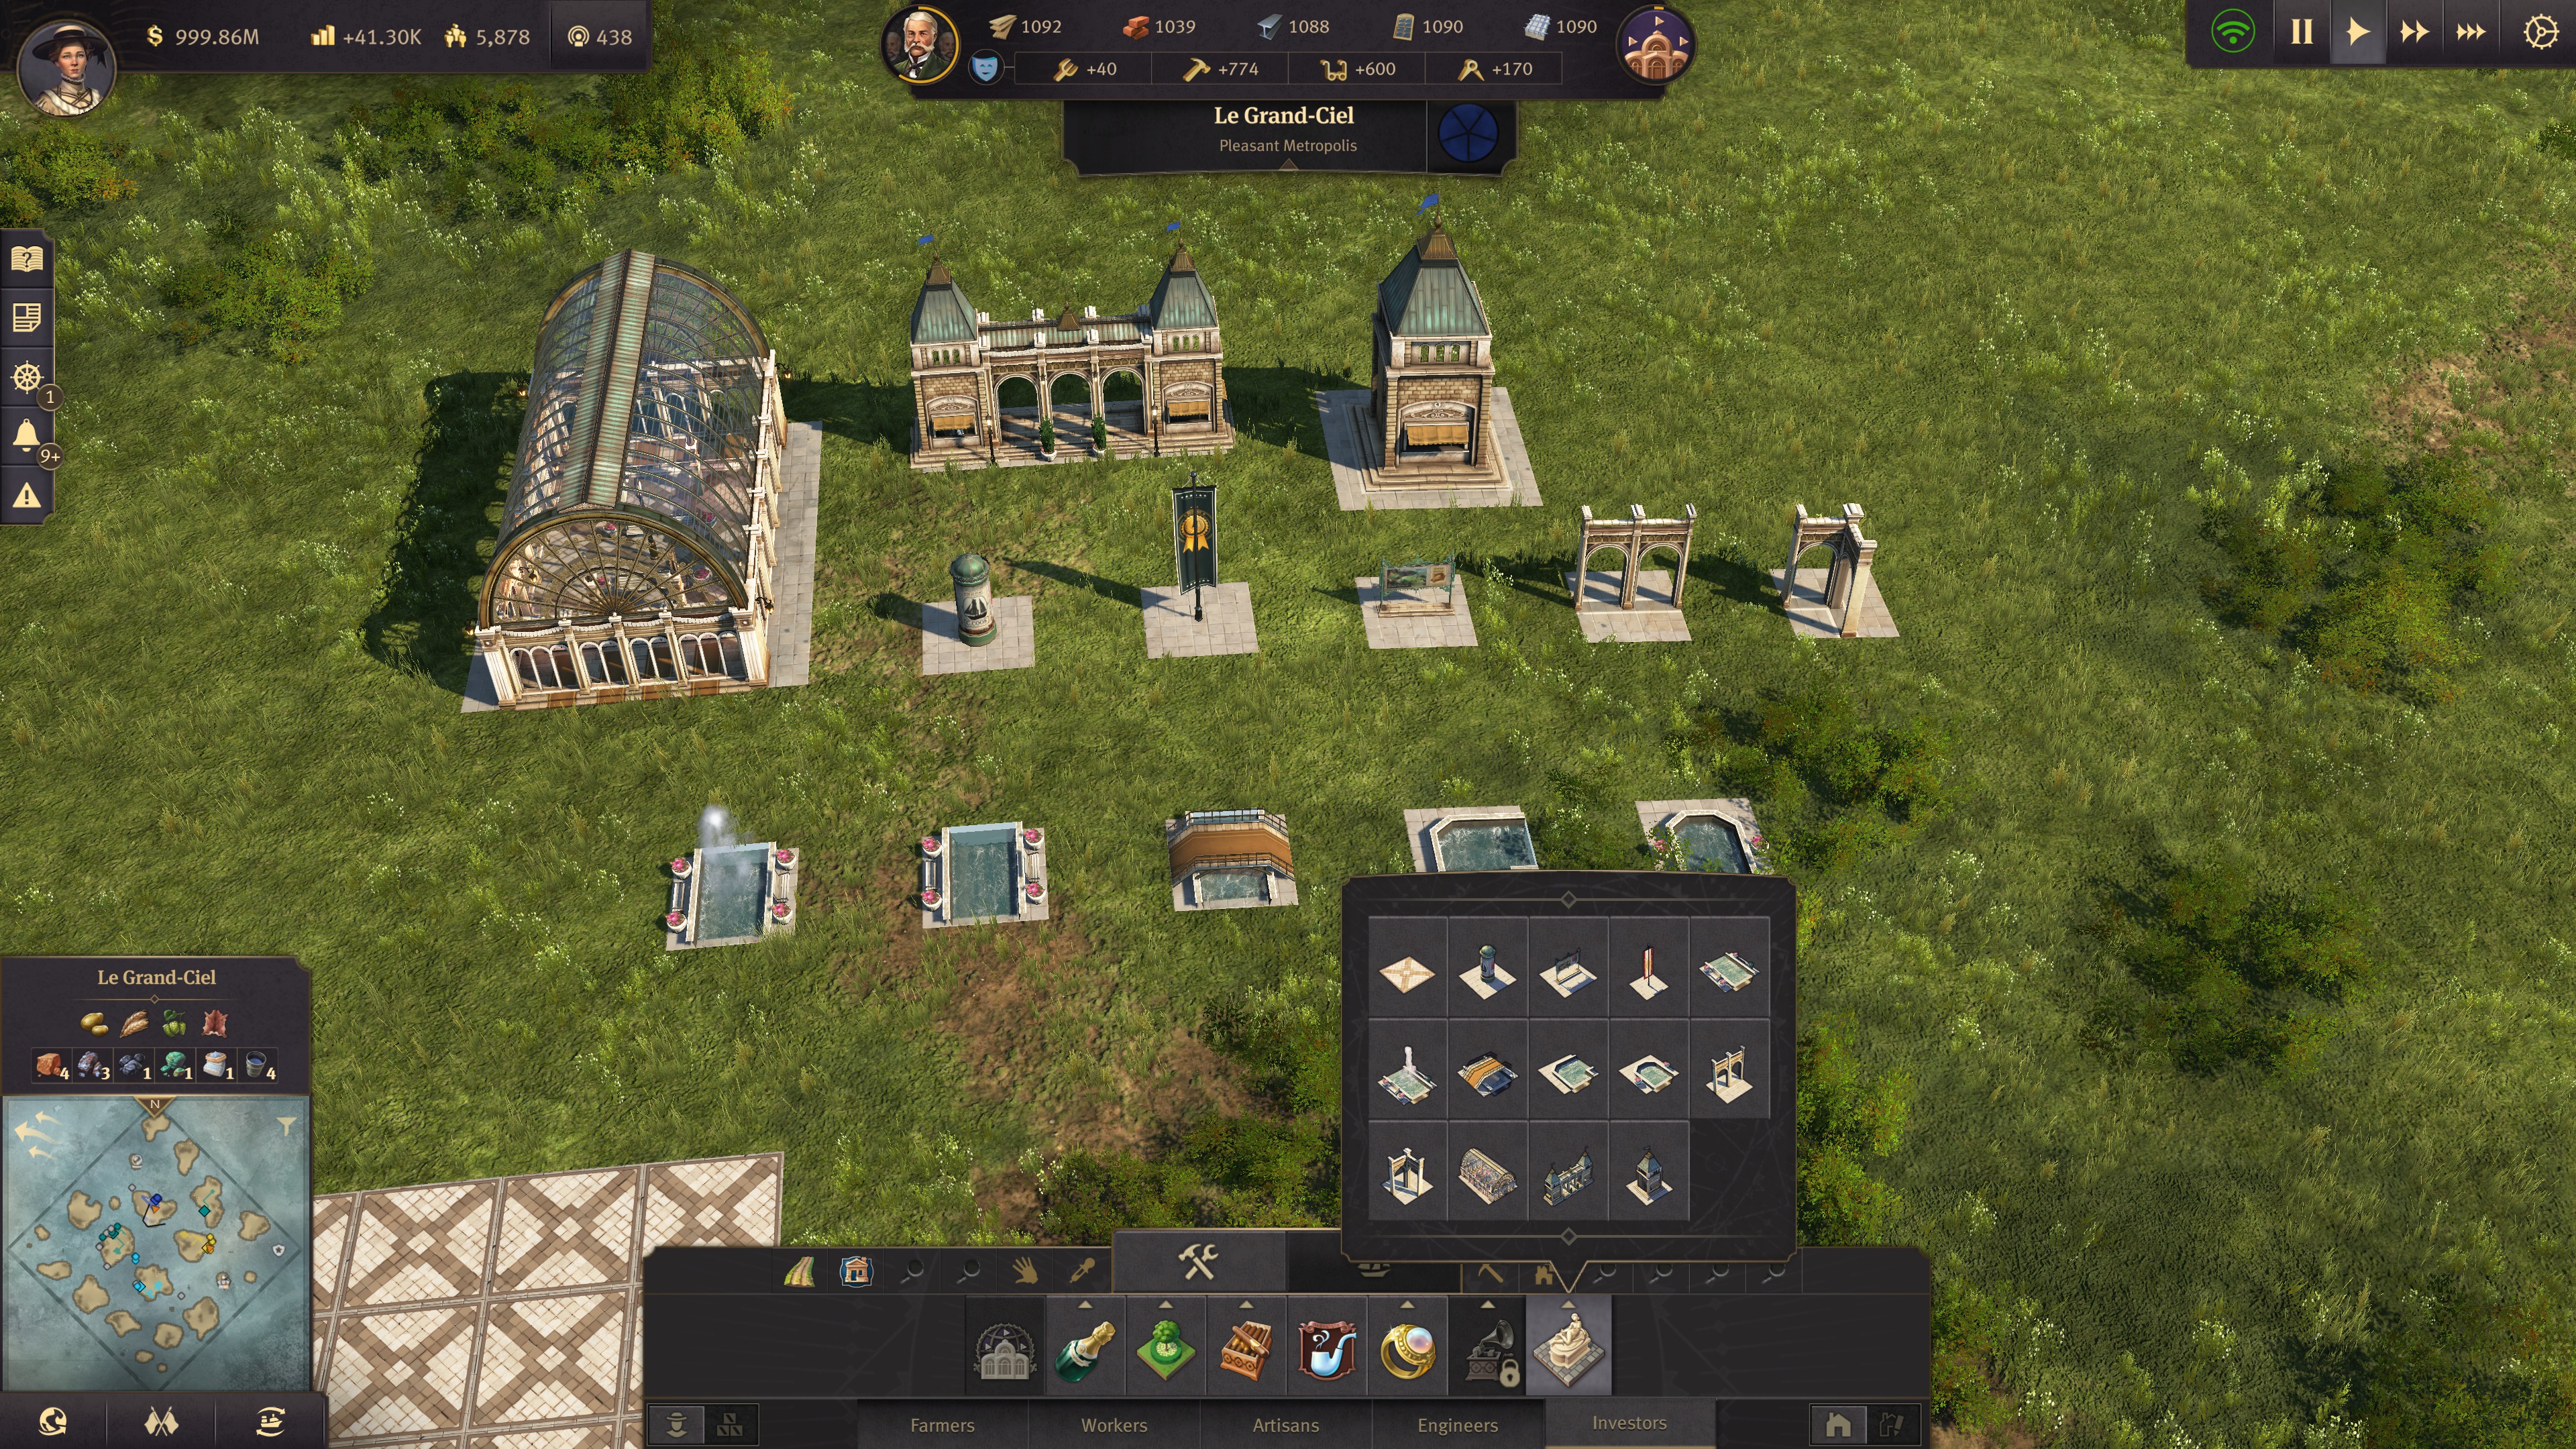 999.86M
+41.30K
5,878
438
1092
1039
1088
1090
1090
+40
+774
+600
+170
Le Grand-Ciel
Pleasant Metropolis
?
1
9+
Le Grand-Ciel
4
3
1
1
1
4
N
Farmers
Workers
Artisans
Engineers
Investors